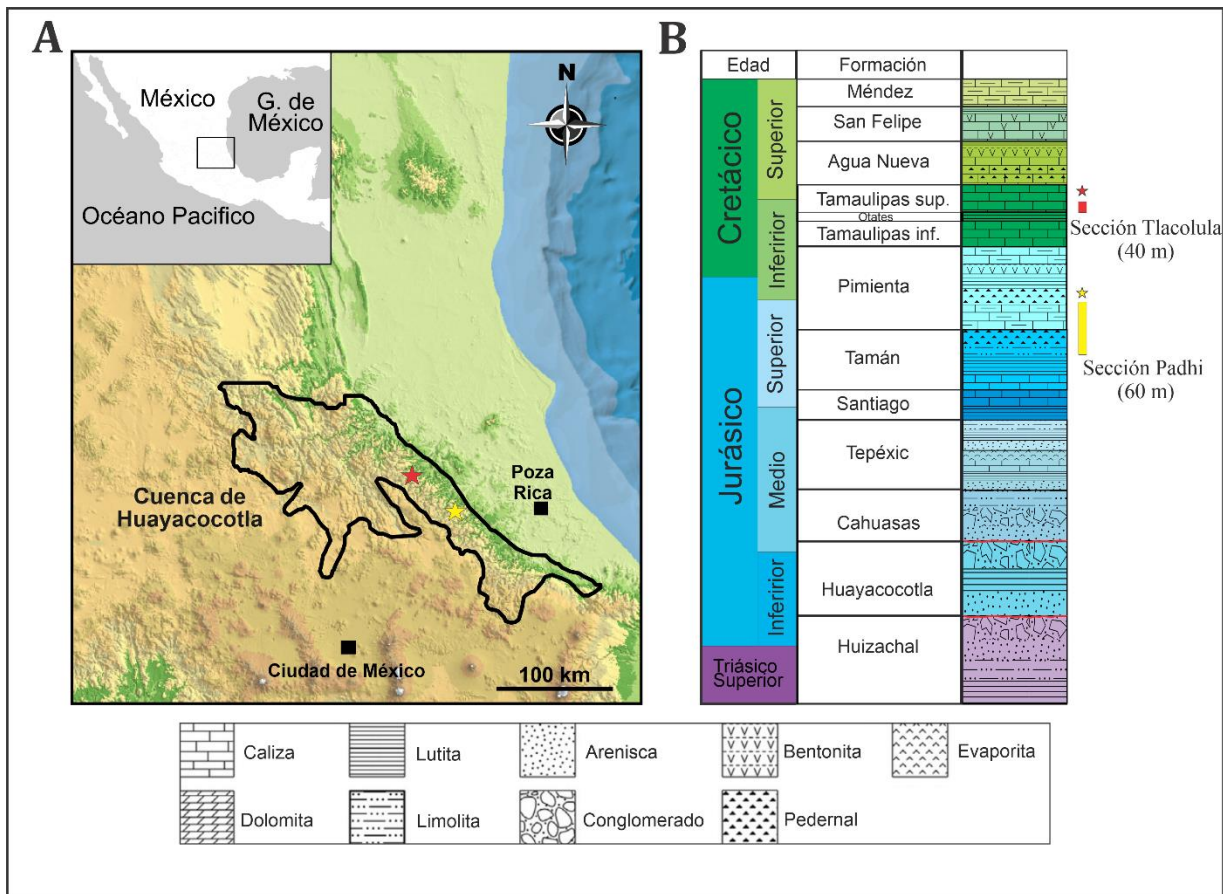 A
México
G. de
México
Océano Pacifico
N
Poza
Rica
Cuenca de
Huayacocotla
Ciudad de México
100 km
B
Edad
Formación
Cretácico
Superior
Inferirior
Jurásico
Superior
Medio
Inferirior
Triásico
Superior
Méndez
San Felipe
Agua Nueva
Tamaulipas sup.
Otates
Tamaulipas inf.
Pimienta
Tamán
Santiago
Tepéxic
Cahuasas
Huayacocotla
Huizachal
Sección Tlacolula
(40 m)
Sección Padhi
(60 m)
Caliza
Lutita
Arenisca
Bentonita
Evaporita
Dolomita
Limolita
Conglomerado
Pedernal